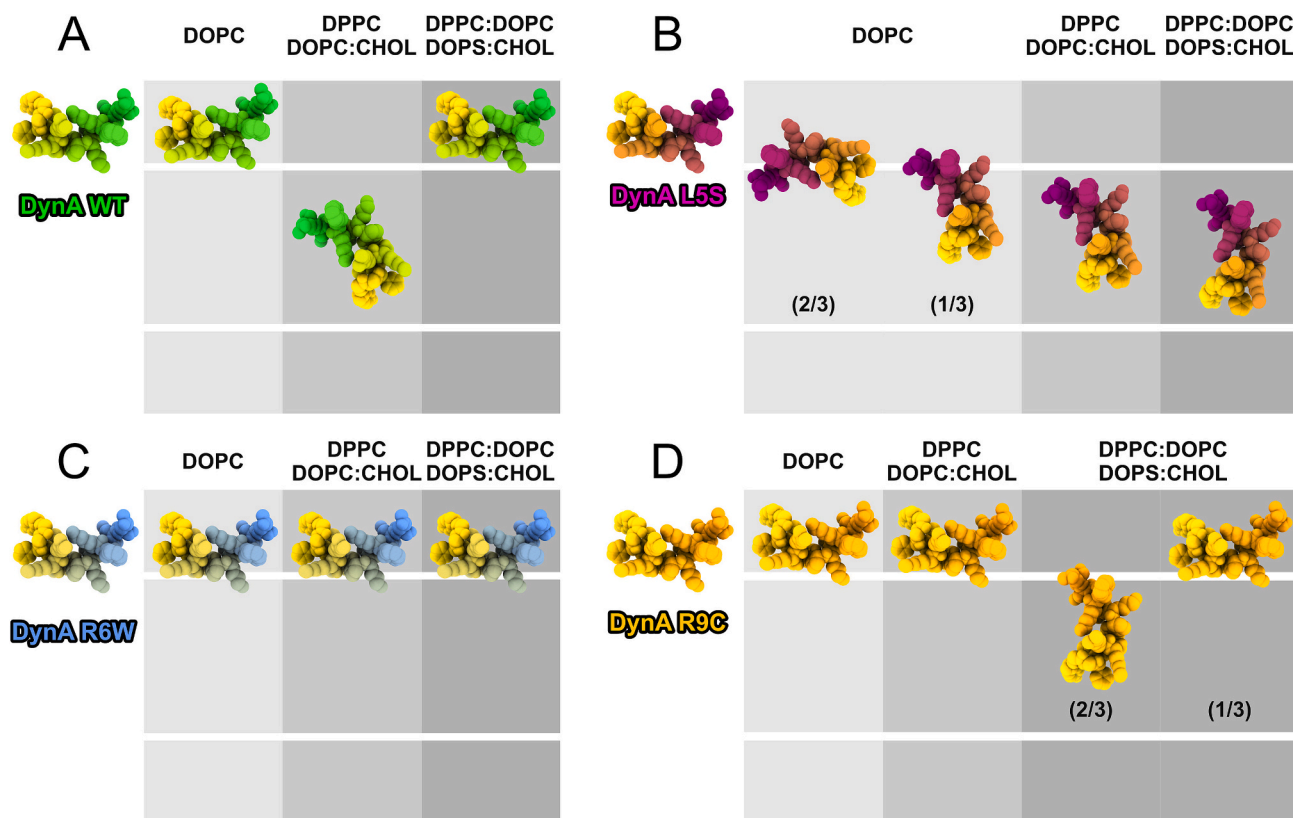 A
DOPC
DPPC
DOPC:CHOL
DPPC:DOPC
DOPS:CHOL
DynA WT
B
DOPC
DPPC
DOPC:CHOL
DPPC:DOPC
DOPS:CHOL
DynA L5S
(2/3)
(1/3)
C
DOPC
DPPC
DOPC:CHOL
DPPC:DOPC
DOPS:CHOL
DynA R6W
D
DOPC
DPPC
DOPC:CHOL
DPPC:DOPC
DOPS:CHOL
DynA R9C
(2/3)
(1/3)